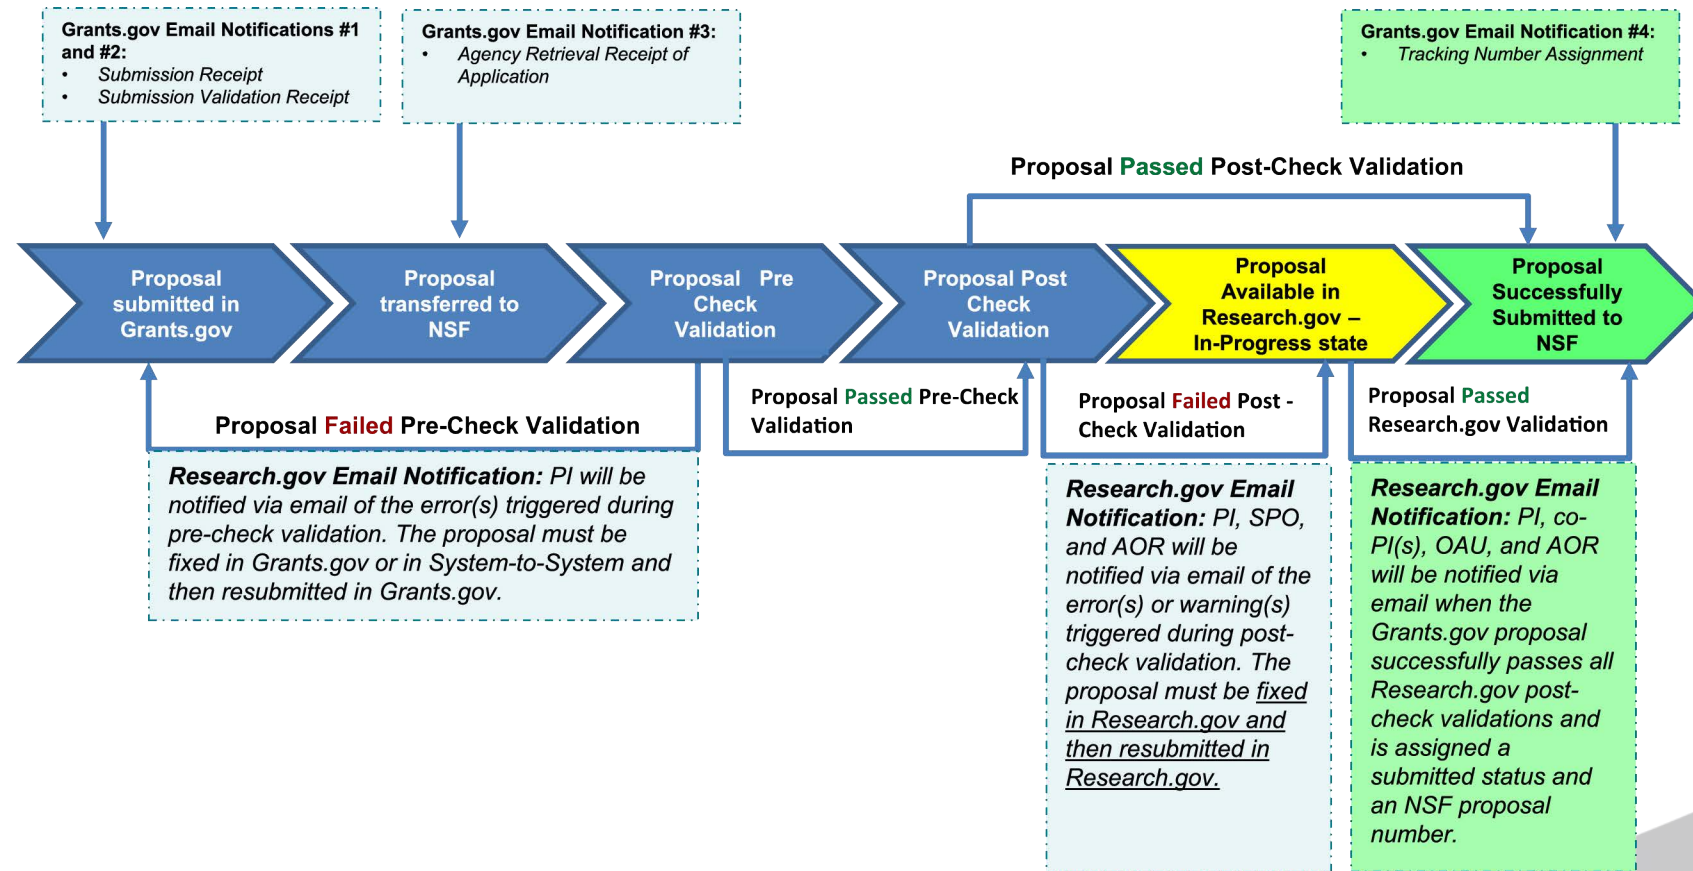 Grants.gov Email Notifications #1
and #2:
• Submission Receipt
• Submission Validation Receipt
Grants.gov Email Notification #3:
• Agency Retrieval Receipt of
Application
Grants.gov Email Notification #4:
• Tracking Number Assignment
Proposal Passed Post-Check Validation
Proposal
submitted in
Grants.gov
Proposal
transferred to
NSF
Proposal Pre
Check
Validation
Proposal Post
Check
Validation
Proposal
Available in
Research.gov –
In-Progress state
Proposal
Successfully
Submitted to
NSF
Proposal Failed Pre-Check Validation
Proposal Passed Pre-Check
Validation
Proposal Failed Post -
Check Validation
Proposal Passed
Research.gov Validation
Research.gov Email Notification: PI will be
notified via email of the error(s) triggered during
pre-check validation. The proposal must be
fixed in Grants.gov or in System-to-System and
then resubmitted in Grants.gov.
Research.gov Email
Notification: PI, SPO,
and AOR will be
notified via email of the
error(s) or warning(s)
triggered during post-
check validation. The
proposal must be fixed
in Research.gov and
then resubmitted in
Research.gov.
Research.gov Email
Notification: PI, co-
PI(s), OAU, and AOR
will be notified via
email when the
Grants.gov proposal
successfully passes all
Research.gov post-
check validations and
is assigned a
submitted status and
an NSF proposal
number.